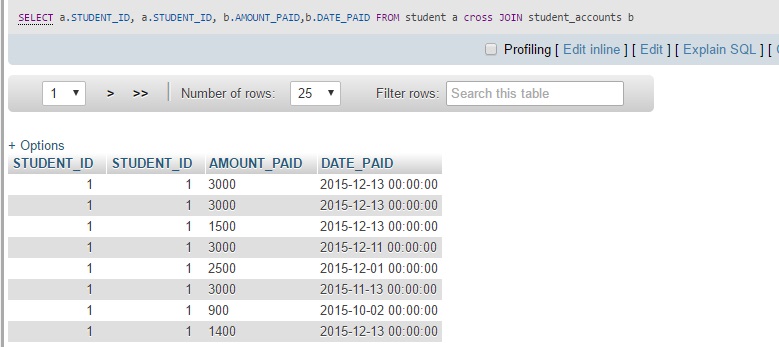 SELECT a.STUDENT_ID, a.STUDENT_ID, b.AMOUNT_PAID,b.DATE_PAID FROM student a cross JOIN student_accounts b
Profiling [ Edit inline ] [ Edit ] [ Explain SQL ] [
1 > >> Number of rows: 25 Filter rows: Search this table
+ Options
STUDENT_ID STUDENT_ID AMOUNT_PAID DATE_PAID
1 1 3000 2015-12-13 00:00:00
1 1 3000 2015-12-13 00:00:00
1 1 1500 2015-12-13 00:00:00
1 1 3000 2015-12-11 00:00:00
1 1 2500 2015-12-01 00:00:00
1 1 3000 2015-11-13 00:00:00
1 1 900 2015-10-02 00:00:00
1 1 1400 2015-12-13 00:00:00